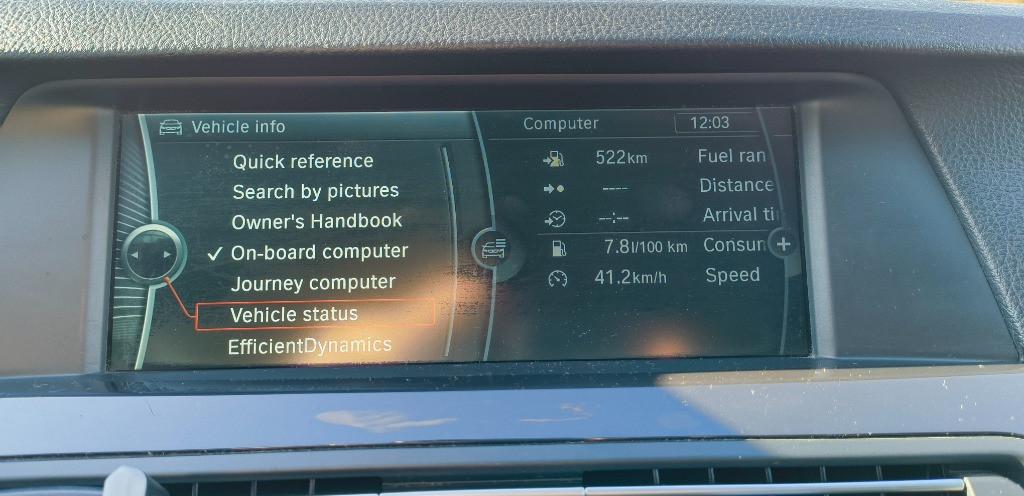 Vehicle info
Quick reference
Search by pictures
Owner's Handbook
✓ On-board computer
Journey computer
Vehicle status
EfficientDynamics
Computer 12:03
522km Fuel ran
---- Distance
--:-- Arrival ti
7.8l/100 km Consun
41.2km/h Speed